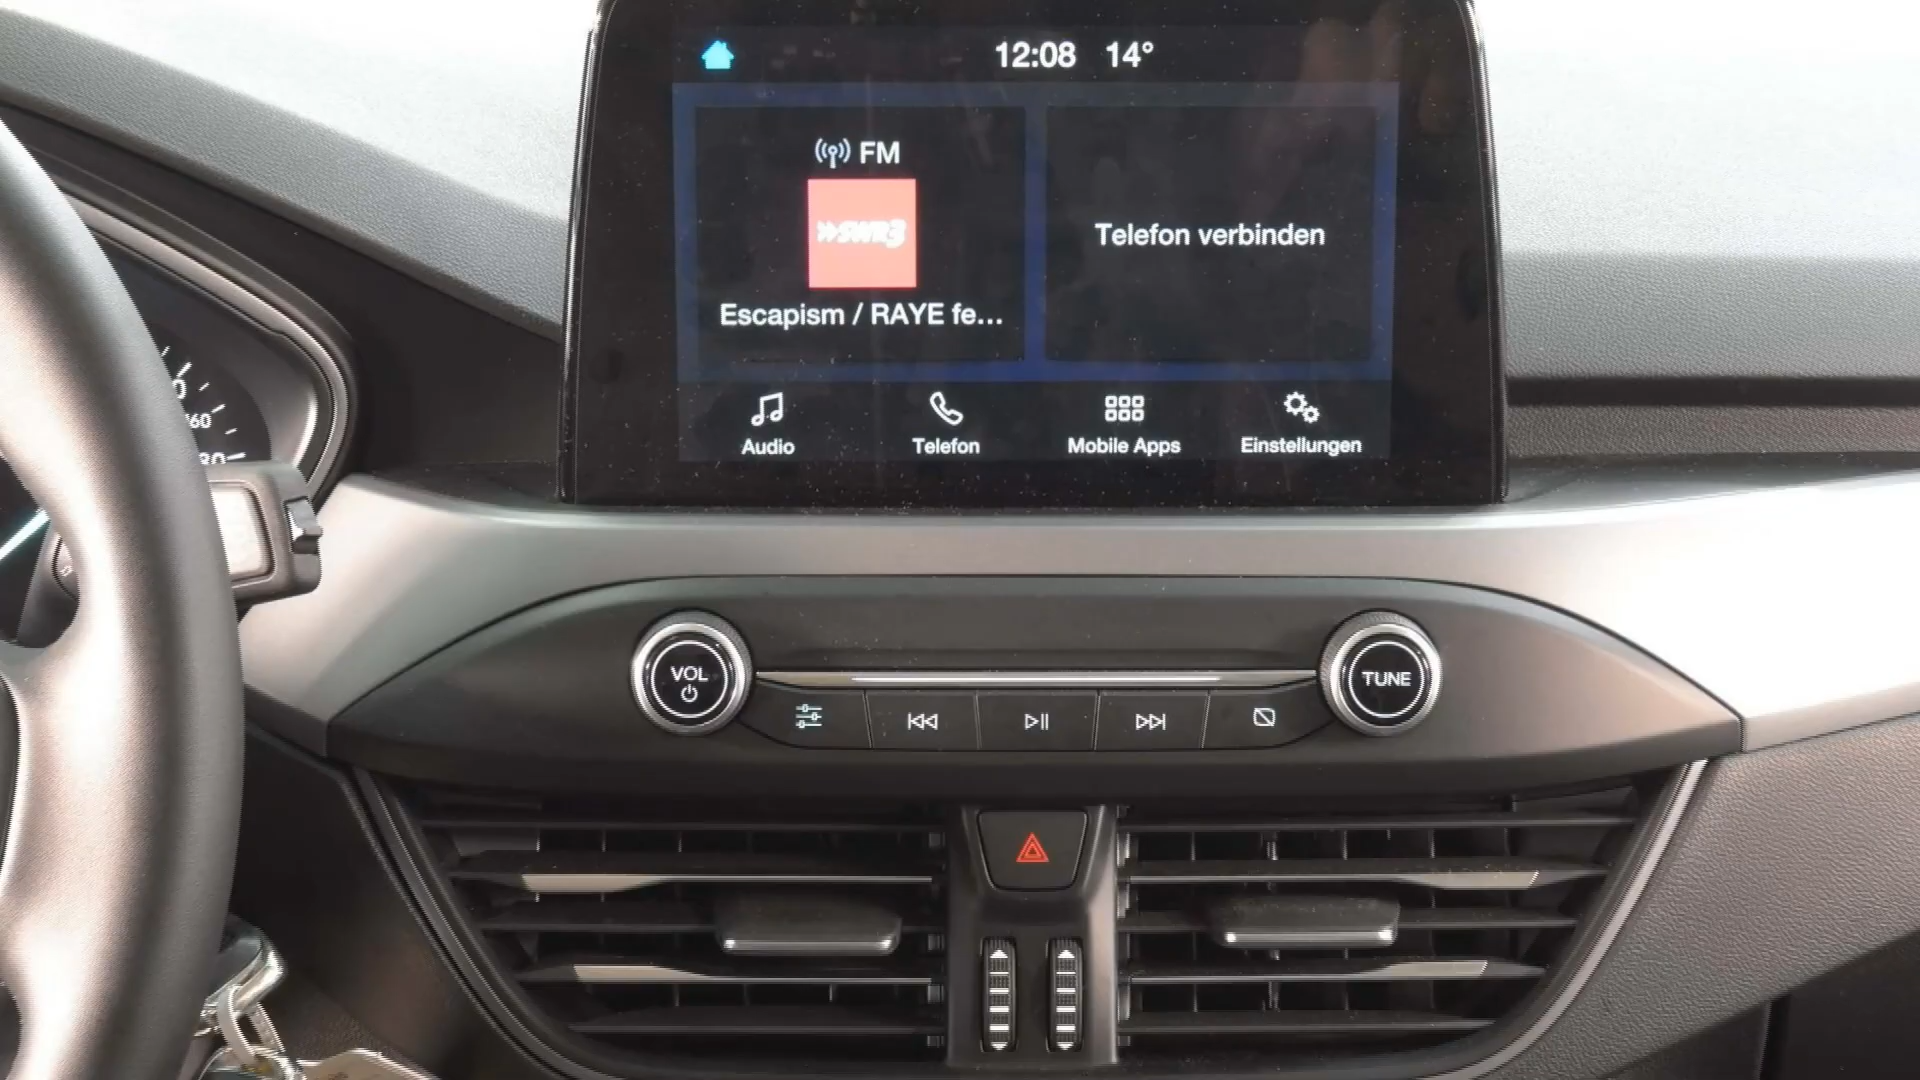 12:08 14°
FM
SWR3
Escapism / RAYE fe...
Telefon verbinden
Audio
Telefon
Mobile Apps
Einstellungen
VOL
TUNE